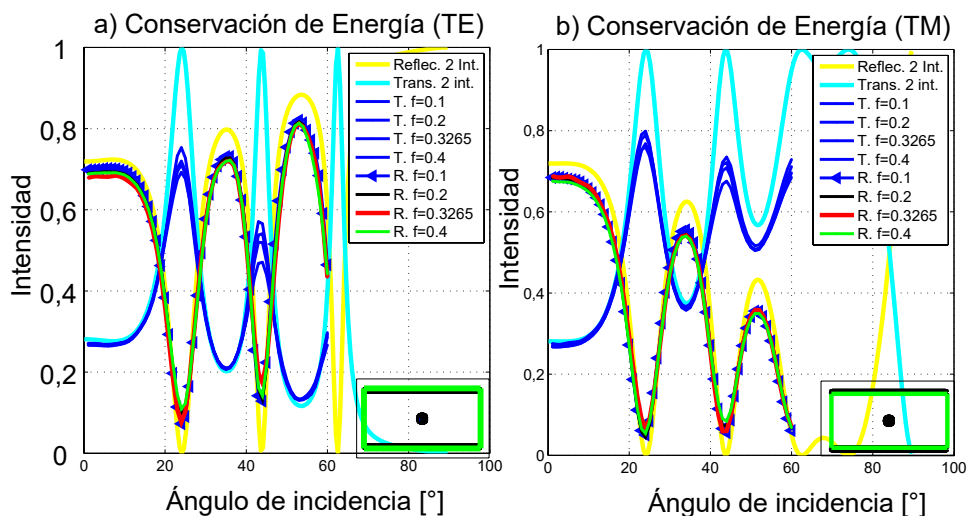 a) Conservación de Energía (TE)
1
0,8
0.6
0.4
0,2
0
0
20
40
60
80
100
Intensidad
Ángulo de incidencia [°]
Reflec. 2 Int.
Trans. 2 int.
T. f=0.1
T. f=0.2
T. f=0.3265
T. f=0.4
R. f=0.1
R. f=0.2
R. f=0.3265
R. f=0.4
b) Conservación de Energía (TM)
1
0,8
0.6
0.4
0,2
0
0
20
40
60
80
100
Intensidad
Ángulo de incidencia [°]
Reflec. 2 Int.
Trans. 2 int.
T. f=0.1
T. f=0.2
T. f=0.3265
T. f=0.4
R. f=0.1
R. f=0.2
R. f=0.3265
R. f=0.4